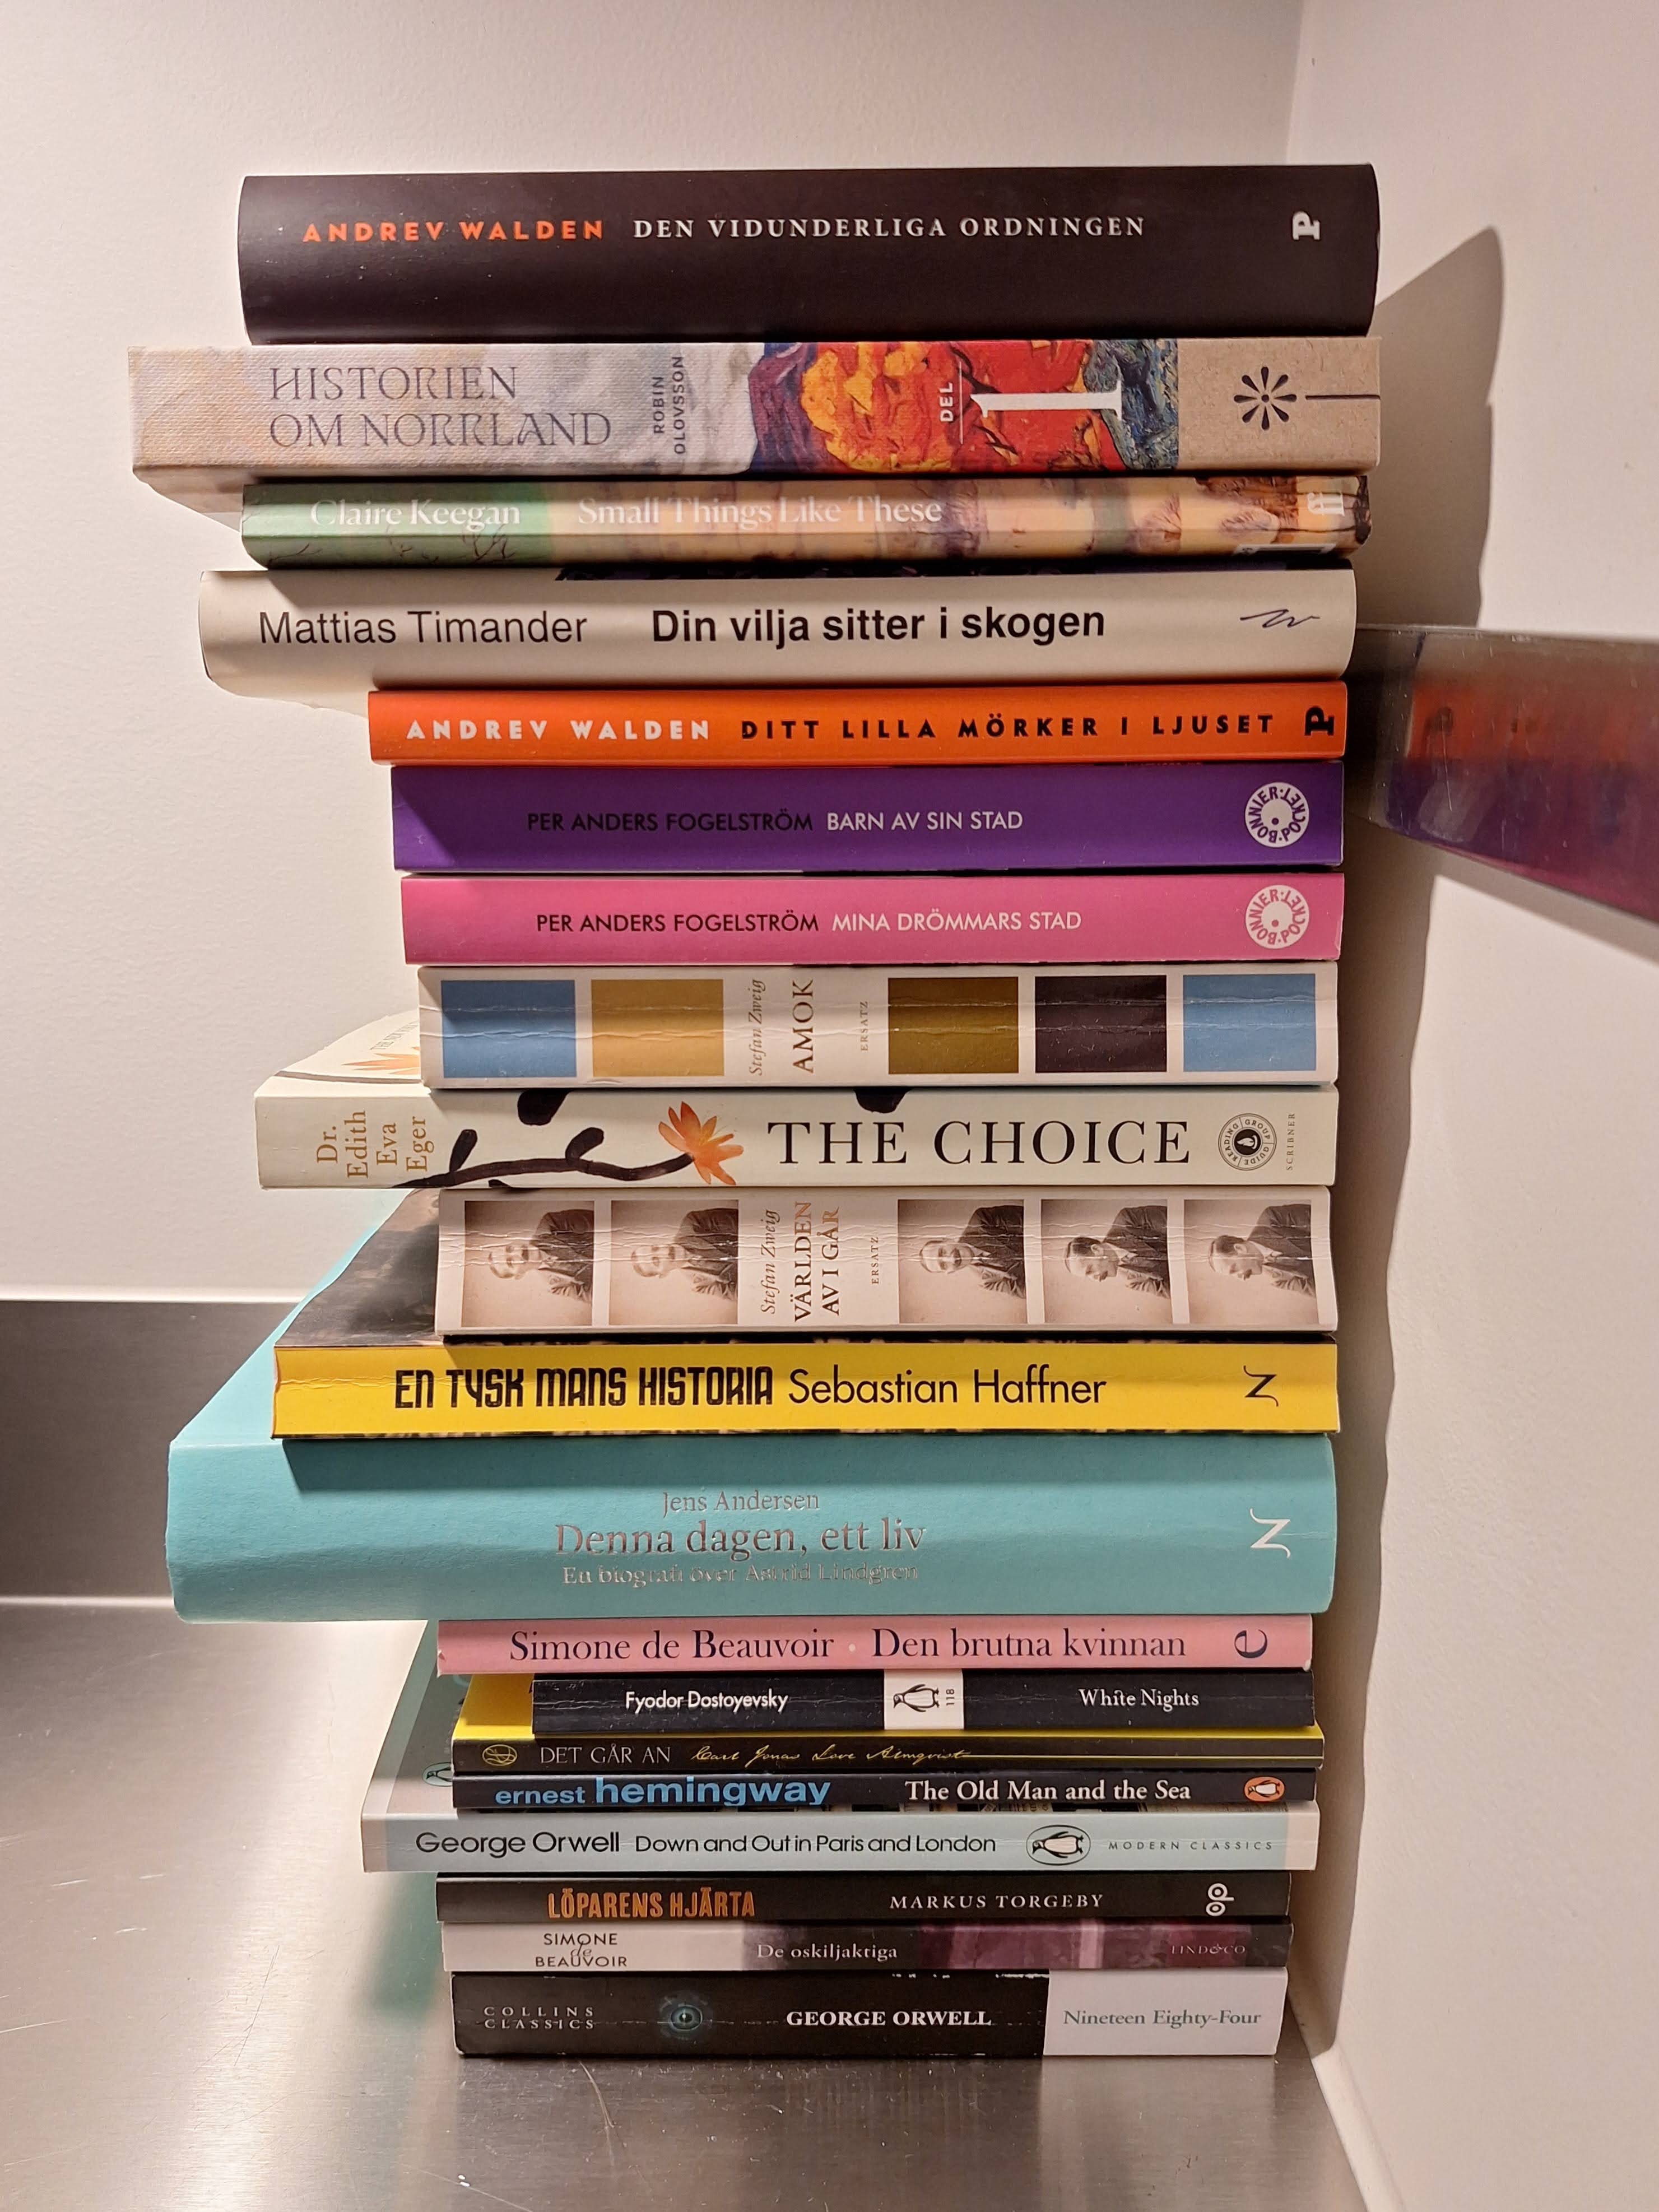 ANDREV WALDEN DEN VIDUNDERLIGA ORDNINGEN P
HISTORIEN
OM NORRLAND
ROBIN
OLOVSSON
DEL
1
Claire Keegan Small Things Like These ff
Mattias Timander Din vilja sitter i skogen
ANDREV WALDEN DITT LILLA MÖRKER I LJUSET P
PER ANDERS FOGELSTRÖM BARN AV SIN STAD BONNIER POCKET
PER ANDERS FOGELSTRÖM MINA DRÖMMARS STAD BONNIER POCKET
Stefan Zweig
AMOK
ERSATZ
Dr.
Edith
Eva
Eger
THE CHOICE
READING GROUP GUIDE
SCRIBNER
Stefan Zweig
VÄRLDEN
AV I GÅR
ERSATZ
EN TYSK MANS HISTORIA Sebastian Haffner N
Jens Andersen
Denna dagen, ett liv
En biografi över Astrid Lindgren
N
Simone de Beauvoir · Den brutna kvinnan e
Fyodor Dostoyevsky 118 White Nights
DET GÅR AN Carl Jonas Love Almqvist
ernest hemingway The Old Man and the Sea
George Orwell Down and Out in Paris and London MODERN CLASSICS
LÖPARENS HJÄRTA MARKUS TORGEBY
SIMONE
de
BEAUVOIR
De oskiljaktiga LIND&CO
COLLINS
CLASSICS
GEORGE ORWELL Nineteen Eighty-Four